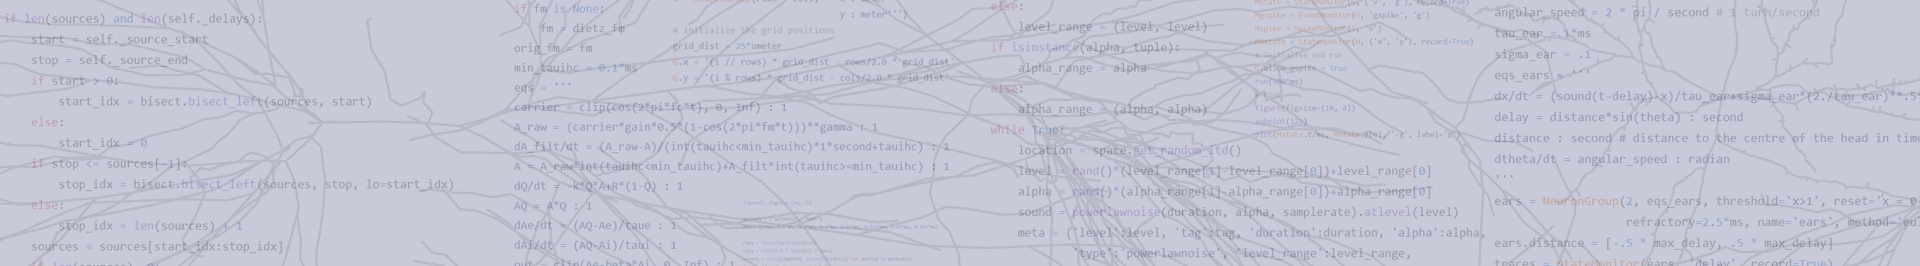 if len(sources) and len(self._delays):
start = self._source_start
stop = self._source_end
if start > 0:
start_idx = bisect.bisect_left(sources, start)
else:
start_idx = 0
if stop <= sources[-1]:
stop_idx = bisect.bisect_left(sources, stop, lo=start_idx)
else:
stop_idx = len(sources) + 1
sources = sources[start_idx:stop_idx]
if fm is None:
fm = dietz_fm
orig_fm = fm
min_tauihc = 0.1*ms
eqs = '''
carrier = clip(cos(2*pi*fc*t), 0, Inf) : 1
A_raw = (carrier*gain*0.5*(1-cos(2*pi*fm*t)))**gamma : 1
dA_filt/dt = (A_raw-A)/(int(tauihc<min_tauihc)*1*second+tauihc) : 1
A = A_raw*int(tauihc<min_tauihc)+A_filt*int(tauihc>=min_tauihc) : 1
dQ/dt = -k*Q*A+R*(1-Q) : 1
AQ = A*Q : 1
dAe/dt = (AQ-Ae)/taue : 1
dAi/dt = (AQ-Ai)/taui : 1
out = clip(Ae-beta*Ai, 0, Inf) : 1
y : meter''')
# initialize the grid positions
grid_dist = 25*umeter
G.x = '(i // rows) * grid_dist - rows/2.0 * grid_dist'
G.y = '(i % rows) * grid_dist - cols/2.0 * grid_dist'
else:
level_range = (level, level)
if isinstance(alpha, tuple):
alpha_range = alpha
else:
alpha_range = (alpha, alpha)
while True:
location = space.get_random_itd()
level = rand()*(level_range[1]-level_range[0])+level_range[0]
alpha = rand()*(alpha_range[1]-alpha_range[0])+alpha_range[0]
sound = powerlawnoise(duration, alpha, samplerate).atlevel(level)
meta = {'level':level, 'tag':tag, 'duration':duration, 'alpha':alpha,
'type':'powerlawnoise', 'level_range':level_range,
# initialise and run
run(100*ms)
# plot
figure(figsize=(10, 4))
subplot(121)
angular_speed = 2 * pi / second # 1 turn/second
tau_ear = 1*ms
sigma_ear = .1
eqs_ears = '''
dx/dt = (sound(t-delay)-x)/tau_ear+sigma_ear*(2./tau_ear)**.5*
delay = distance*sin(theta) : second
distance : second # distance to the centre of the head in time
dtheta/dt = angular_speed : radian
'''
ears = NeuronGroup(2, eqs_ears, threshold='x>1', reset='x = 0
refractory=2.5*ms, name='ears', method='eu
ears.distance = [-.5 * max_delay, .5 * max_delay]
traces = StateMonitor(ears, 'delay', record=True)